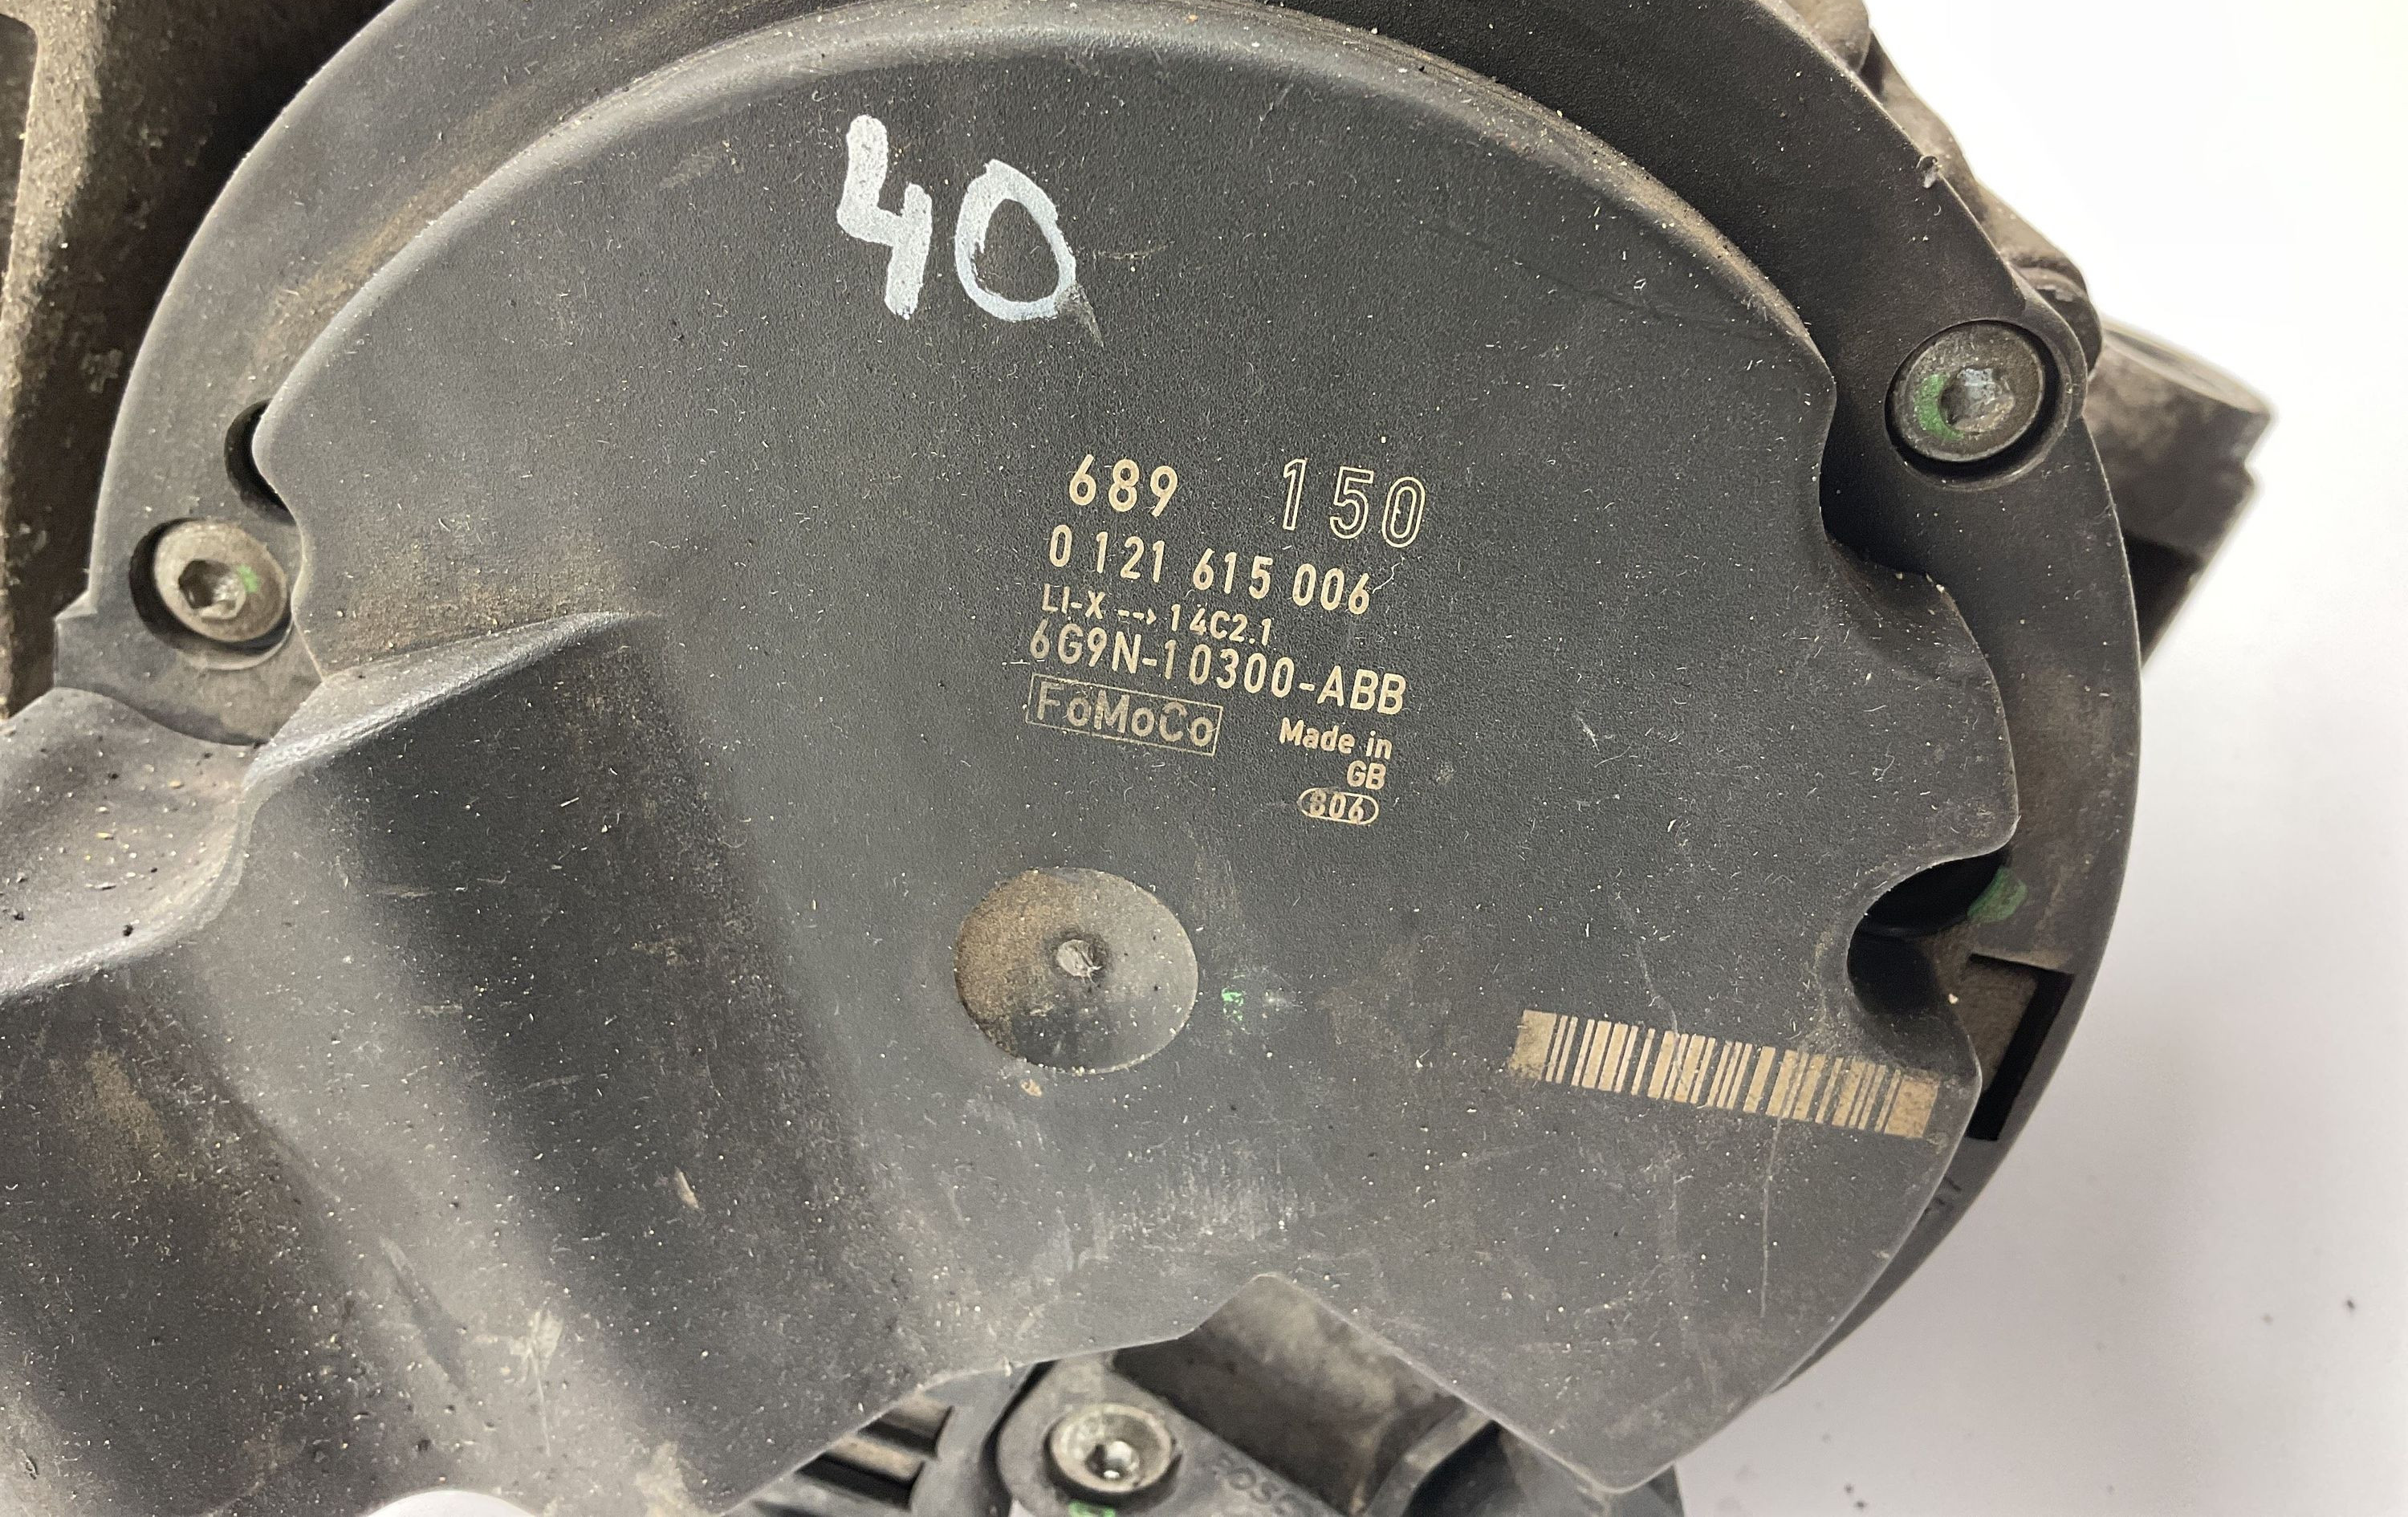 40
689 150
0 121 615 006
LI-X --> 14C2.1
6G9N-10300-ABB
FoMoCo
Made in
GB
806